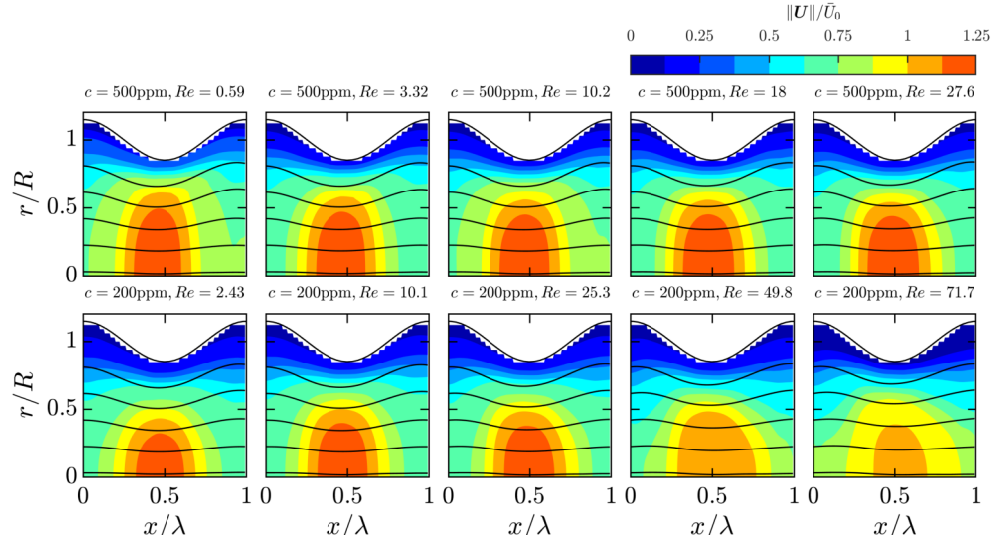 ‖U‖/Ū₀
0 0.25 0.5 0.75 1 1.25
c = 500ppm, Re = 0.59 c = 500ppm, Re = 3.32 c = 500ppm, Re = 10.2 c = 500ppm, Re = 18 c = 500ppm, Re = 27.6
1
r/R
0.5
0
c = 200ppm, Re = 2.43 c = 200ppm, Re = 10.1 c = 200ppm, Re = 25.3 c = 200ppm, Re = 49.8 c = 200ppm, Re = 71.7
1
r/R
0.5
0
0 0.5 1 0 0.5 1 0 0.5 1 0 0.5 1 0 0.5 1
x/λ x/λ x/λ x/λ x/λ